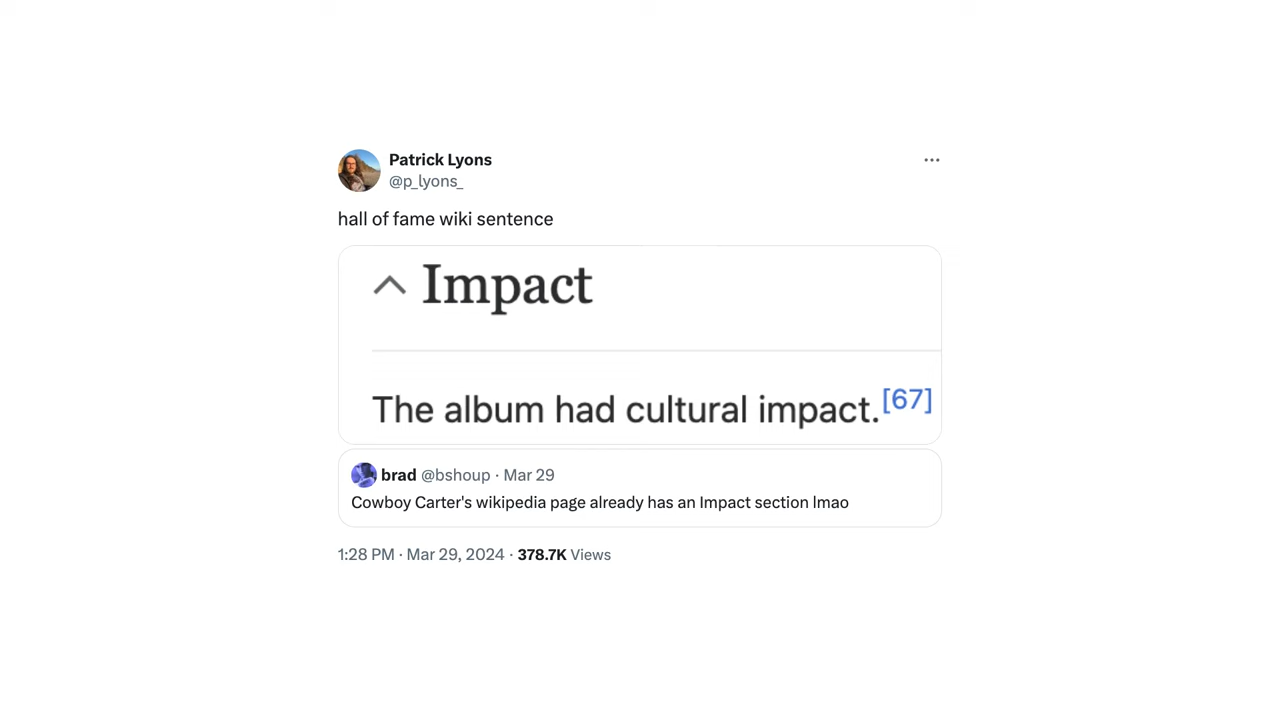 Patrick Lyons
@p_lyons_
hall of fame wiki sentence
Impact
The album had cultural impact.[67]
brad @bshoup · Mar 29
Cowboy Carter's wikipedia page already has an Impact section lmao
1:28 PM · Mar 29, 2024 · 378.7K Views